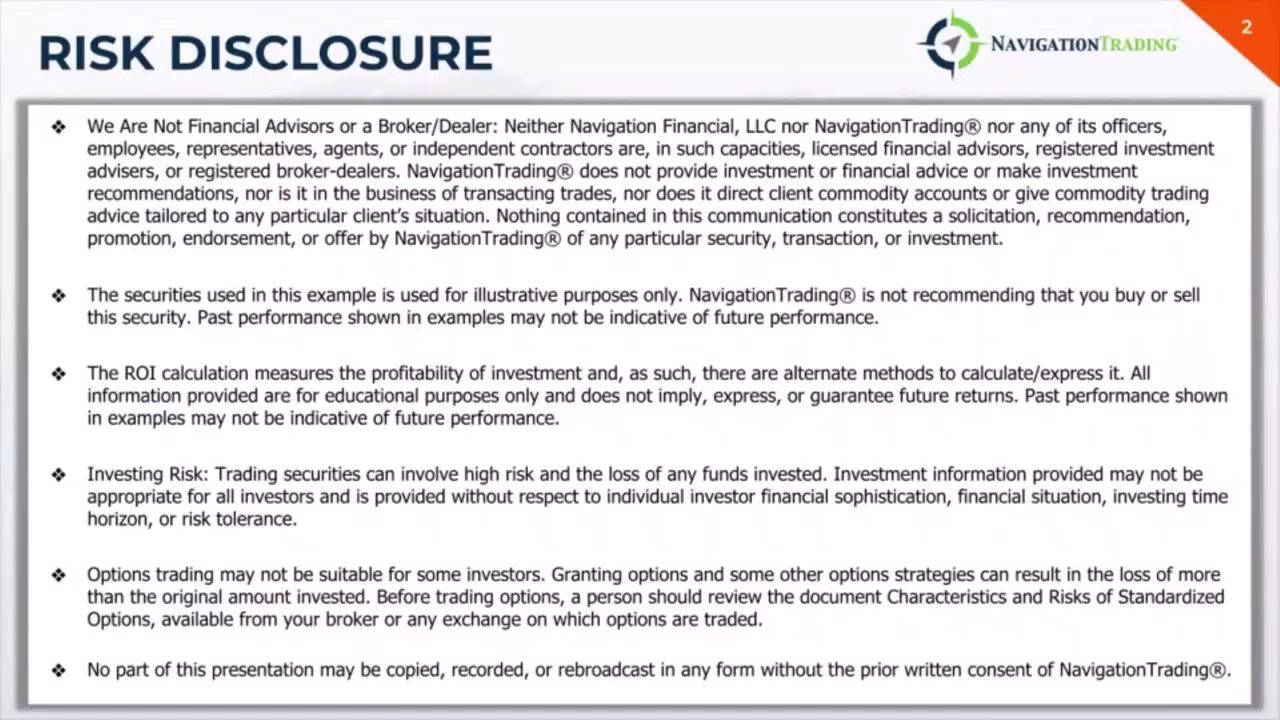 RISK DISCLOSURE
NAVIGATIONTRADING®
2
❖ We Are Not Financial Advisors or a Broker/Dealer: Neither Navigation Financial, LLC nor NavigationTrading® nor any of its officers,
employees, representatives, agents, or independent contractors are, in such capacities, licensed financial advisors, registered investment
advisers, or registered broker-dealers. NavigationTrading® does not provide investment or financial advice or make investment
recommendations, nor is it in the business of transacting trades, nor does it direct client commodity accounts or give commodity trading
advice tailored to any particular client's situation. Nothing contained in this communication constitutes a solicitation, recommendation,
promotion, endorsement, or offer by NavigationTrading® of any particular security, transaction, or investment.
❖ The securities used in this example is used for illustrative purposes only. NavigationTrading® is not recommending that you buy or sell
this security. Past performance shown in examples may not be indicative of future performance.
❖ The ROI calculation measures the profitability of investment and, as such, there are alternate methods to calculate/express it. All
information provided are for educational purposes only and does not imply, express, or guarantee future returns. Past performance shown
in examples may not be indicative of future performance.
❖ Investing Risk: Trading securities can involve high risk and the loss of any funds invested. Investment information provided may not be
appropriate for all investors and is provided without respect to individual investor financial sophistication, financial situation, investing time
horizon, or risk tolerance.
❖ Options trading may not be suitable for some investors. Granting options and some other options strategies can result in the loss of more
than the original amount invested. Before trading options, a person should review the document Characteristics and Risks of Standardized
Options, available from your broker or any exchange on which options are traded.
❖ No part of this presentation may be copied, recorded, or rebroadcast in any form without the prior written consent of NavigationTrading®.